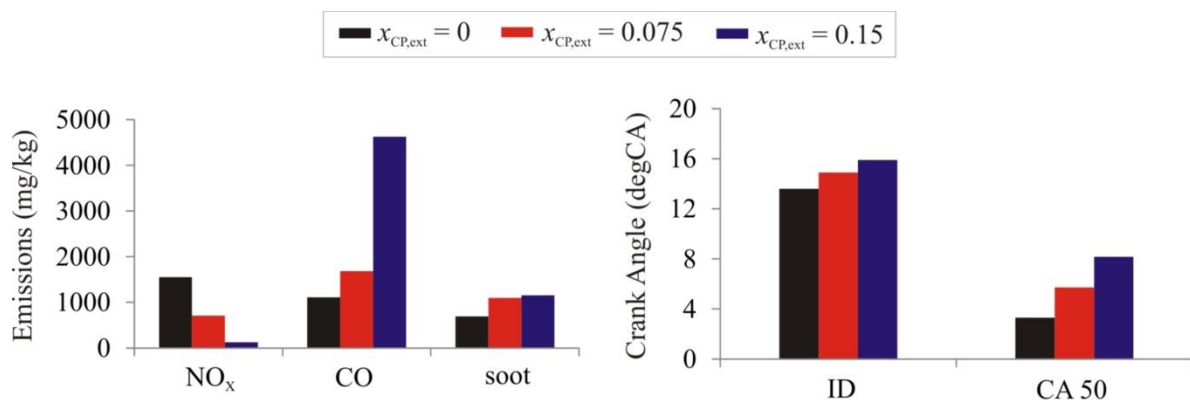 x_CP,ext = 0 x_CP,ext = 0.075 x_CP,ext = 0.15
Emissions (mg/kg)
5000
4000
3000
2000
1000
0
NO_X CO soot
Crank Angle (degCA)
20
16
12
8
4
0
ID CA 50